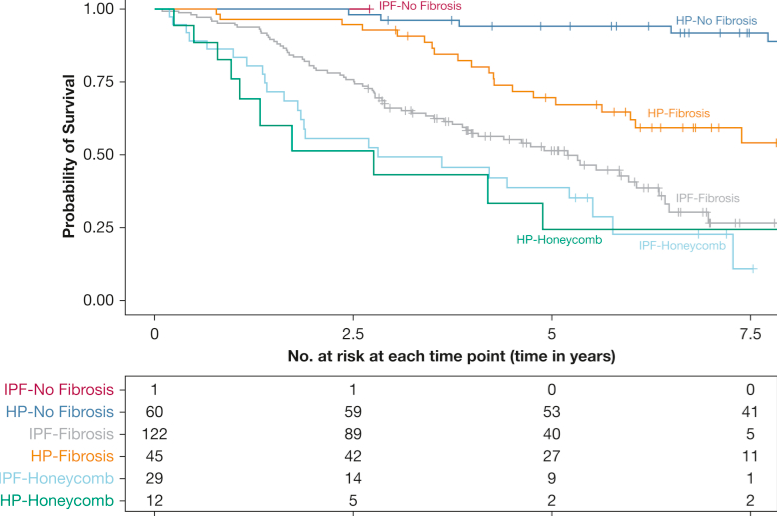 1.00
0.75
0.50
0.25
0.00
Probability of Survival
IPF-No Fibrosis
HP-No Fibrosis
HP-Fibrosis
IPF-Fibrosis
HP-Honeycomb
IPF-Honeycomb
0 2.5 5 7.5
No. at risk at each time point (time in years)
IPF-No Fibrosis 1 1 0 0
HP-No Fibrosis 60 59 53 41
IPF-Fibrosis 122 89 40 5
HP-Fibrosis 45 42 27 11
IPF-Honeycomb 29 14 9 1
HP-Honeycomb 12 5 2 2